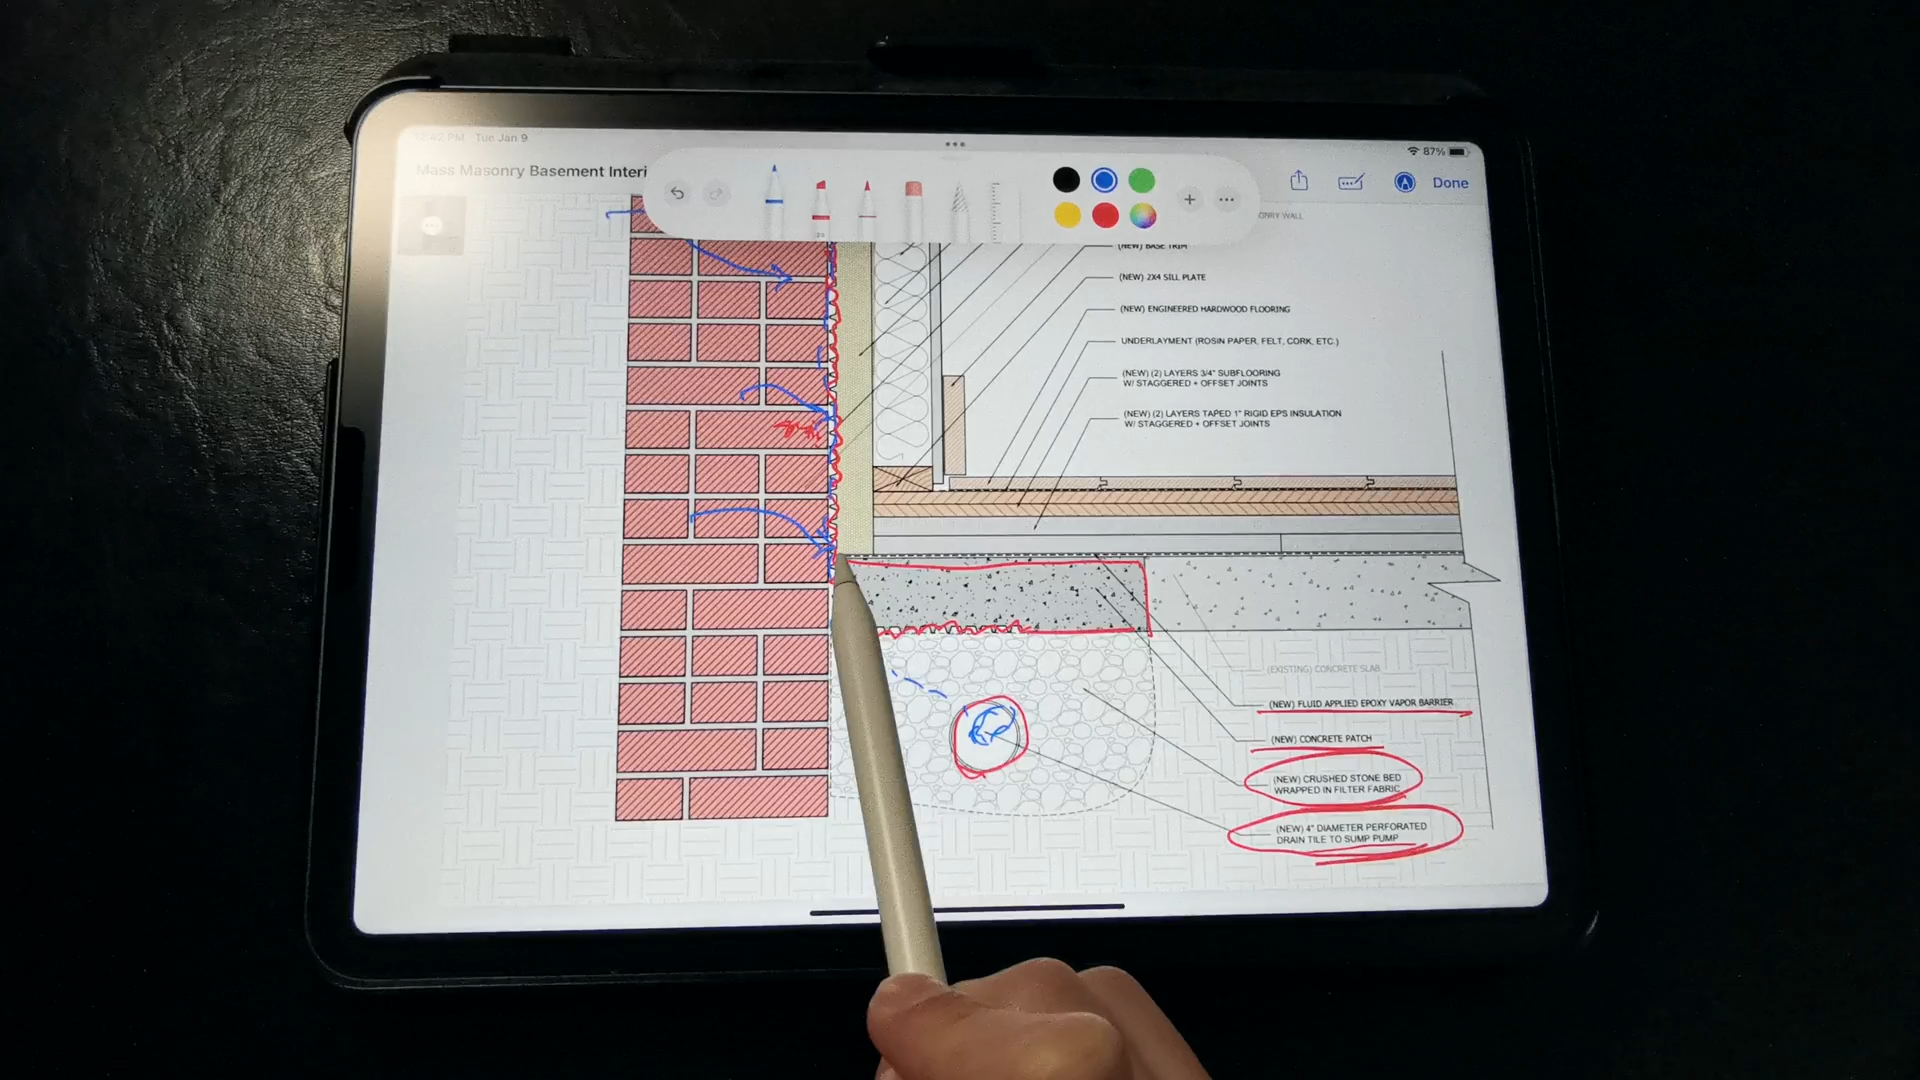 Tue Jan 9
87%
Mass Masonry Basement Interi
Done
(NEW) BASE TRIM
(NEW) 2X4 SILL PLATE
(NEW) ENGINEERED HARDWOOD FLOORING
UNDERLAYMENT (ROSIN PAPER, FELT, CORK, ETC.)
(NEW) (2) LAYERS 3/4" SUBFLOORING
W/ STAGGERED + OFFSET JOINTS
(NEW) (2) LAYERS TAPED 1" RIGID EPS INSULATION
W/ STAGGERED + OFFSET JOINTS
(EXISTING) CONCRETE SLAB
(NEW) FLUID APPLIED EPOXY VAPOR BARRIER
(NEW) CONCRETE PATCH
(NEW) CRUSHED STONE BED
WRAPPED IN FILTER FABRIC
(NEW) 4" DIAMETER PERFORATED
DRAIN TILE TO SUMP PUMP